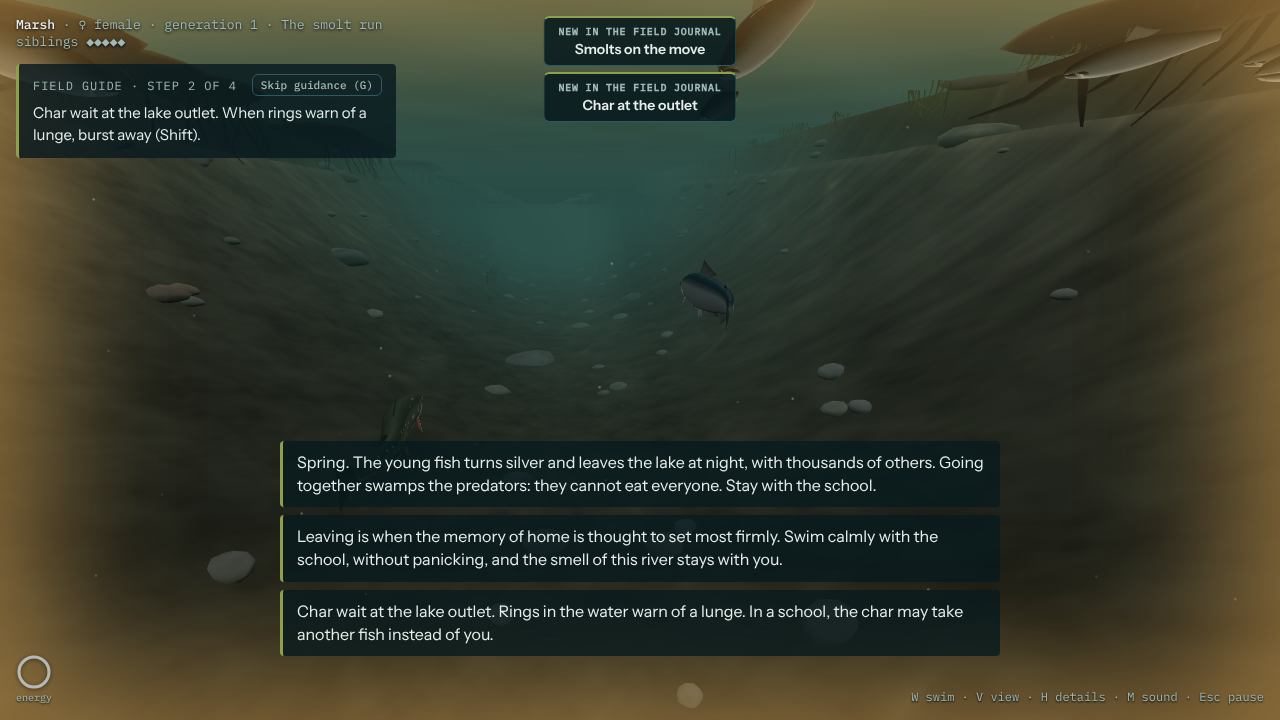 Marsh · ♀ female · generation 1 · The smolt run
siblings ◆◆◆◆◆
FIELD GUIDE · STEP 2 OF 4
Skip guidance (G)
Char wait at the lake outlet. When rings warn of a
lunge, burst away (Shift).
NEW IN THE FIELD JOURNAL
Smolts on the move
NEW IN THE FIELD JOURNAL
Char at the outlet
Spring. The young fish turns silver and leaves the lake at night, with thousands of others. Going
together swamps the predators: they cannot eat everyone. Stay with the school.
Leaving is when the memory of home is thought to set most firmly. Swim calmly with the
school, without panicking, and the smell of this river stays with you.
Char wait at the lake outlet. Rings in the water warn of a lunge. In a school, the char may take
another fish instead of you.
energy
W swim · V view · H details · M sound · Esc pause